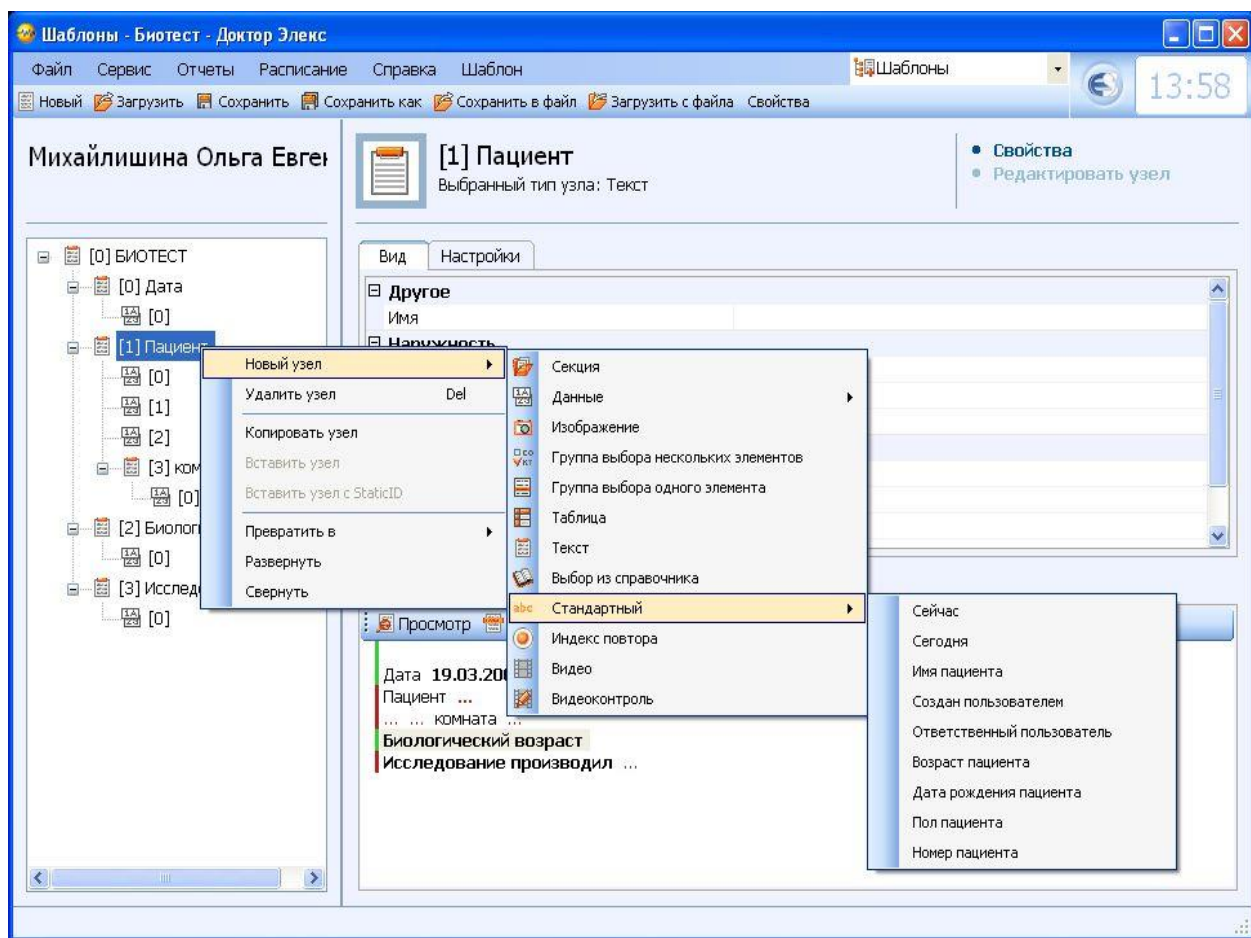 Шаблоны - Биотест - Доктор Элекс
Файл Сервис Отчеты Расписание Справка Шаблон
Шаблоны
13:58
Новый Загрузить Сохранить Сохранить как Сохранить в файл Загрузить с файла Свойства
Михайлишина Ольга Евген
[1] Пациент
Выбранный тип узла: Текст
Свойства
Редактировать узел
[0] БИОТЕСТ
[0] Дата
[0]
[1] Пациент
[0]
[1]
[2]
[3] ком
[0]
[2] Биолог
[0]
[3] Исслед
[0]
Вид Настройки
Другое
Имя
Наружность
Новый узел
Удалить узел Del
Копировать узел
Вставить узел
Вставить узел с StaticID
Превратить в
Развернуть
Свернуть
Секция
Данные
Изображение
Группа выбора нескольких элементов
Группа выбора одного элемента
Таблица
Текст
Выбор из справочника
abc Стандартный
Индекс повтора
Видео
Видеоконтроль
Сейчас
Сегодня
Имя пациента
Создан пользователем
Ответственный пользователь
Возраст пациента
Дата рождения пациента
Пол пациента
Номер пациента
Просмотр
Дата 19.03.200
Пациент ...
... ... комната ...
Биологический возраст
Исследование производил ...